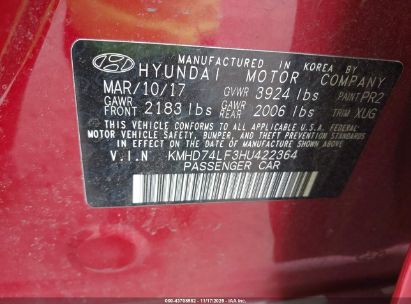 MANUFACTURED IN KOREA BY
HYUNDAI MOTOR COMPANY
MAR/10/17 GVWR 3924 lbs PAINT PR2
GAWR FRONT 2183 lbs GAWR REAR 2006 lbs TRIM XUG
THIS VEHICLE CONFORMS TO ALL APPLICABLE U.S.A. FEDERAL
MOTOR VEHICLE SAFETY, BUMPER, AND THEFT PREVENTION
STANDARDS IN EFFECT ON THE DATE OF MANUFACTURE SHOWN ABOVE
V.I.N KMHD74LF3HU422364
PASSENGER CAR